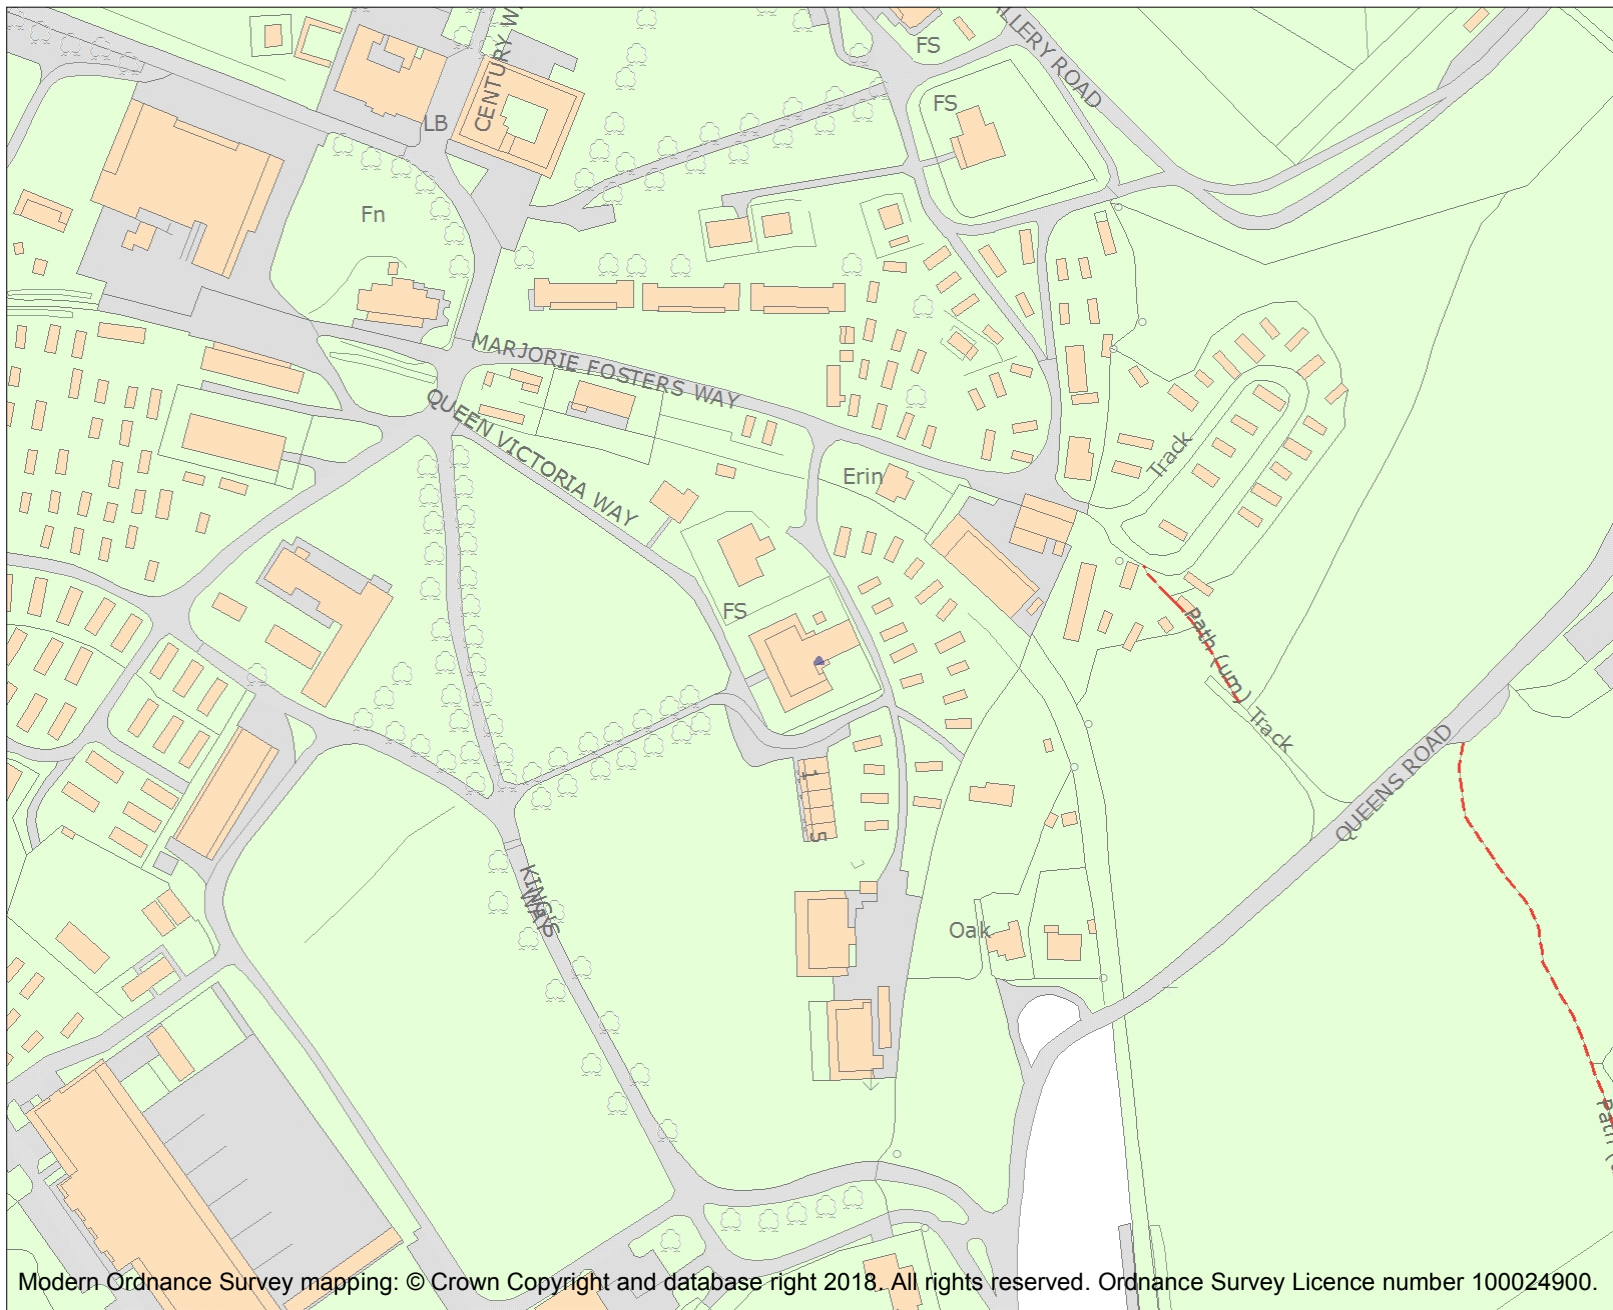 CENTURY W
LLERY ROAD
FS
FS
LB
Fn
MARJORIE FOSTERS WAY
QUEEN VICTORIA WAY
Erin
Track
FS
Path (um)
Track
QUEENS ROAD
1
5
KING'S
WAY
Oak
Path (
Modern Ordnance Survey mapping: © Crown Copyright and database right 2018. All rights reserved. Ordnance Survey Licence number 100024900.